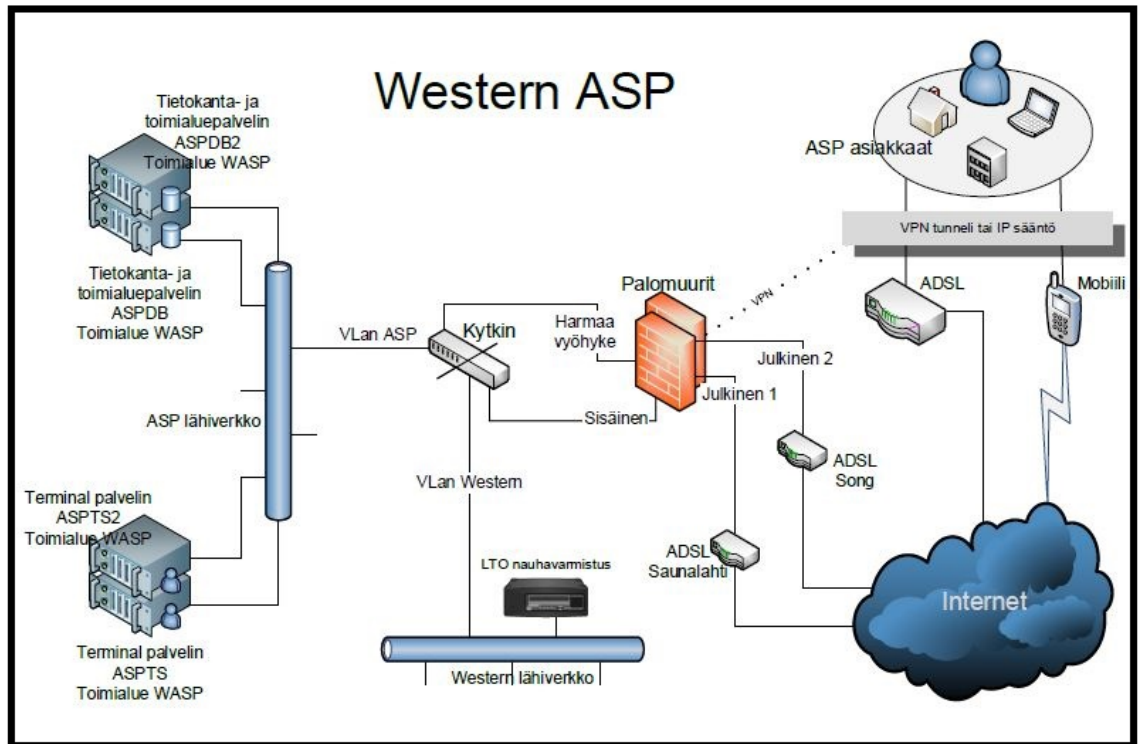 Western ASP
Tietokanta- ja
toimialuepalvelin
ASPDB2
Toimialue WASP
Tietokanta- ja
toimialuepalvelin
ASPDB
Toimialue WASP
ASP lähiverkko
Terminal palvelin
ASPTS2
Toimialue WASP
Terminal palvelin
ASPTS
Toimialue WASP
VLan ASP
Kytkin
Harmaa
vyöhyke
Sisäinen
VLan Western
LTO nauhavarmistus
Western lähiverkko
Palomuurit
VPN
Julkinen 2
Julkinen 1
ADSL
Song
ADSL
Saunalahti
ASP asiakkaat
VPN tunneli tai IP sääntö
ADSL
Mobiili
Internet